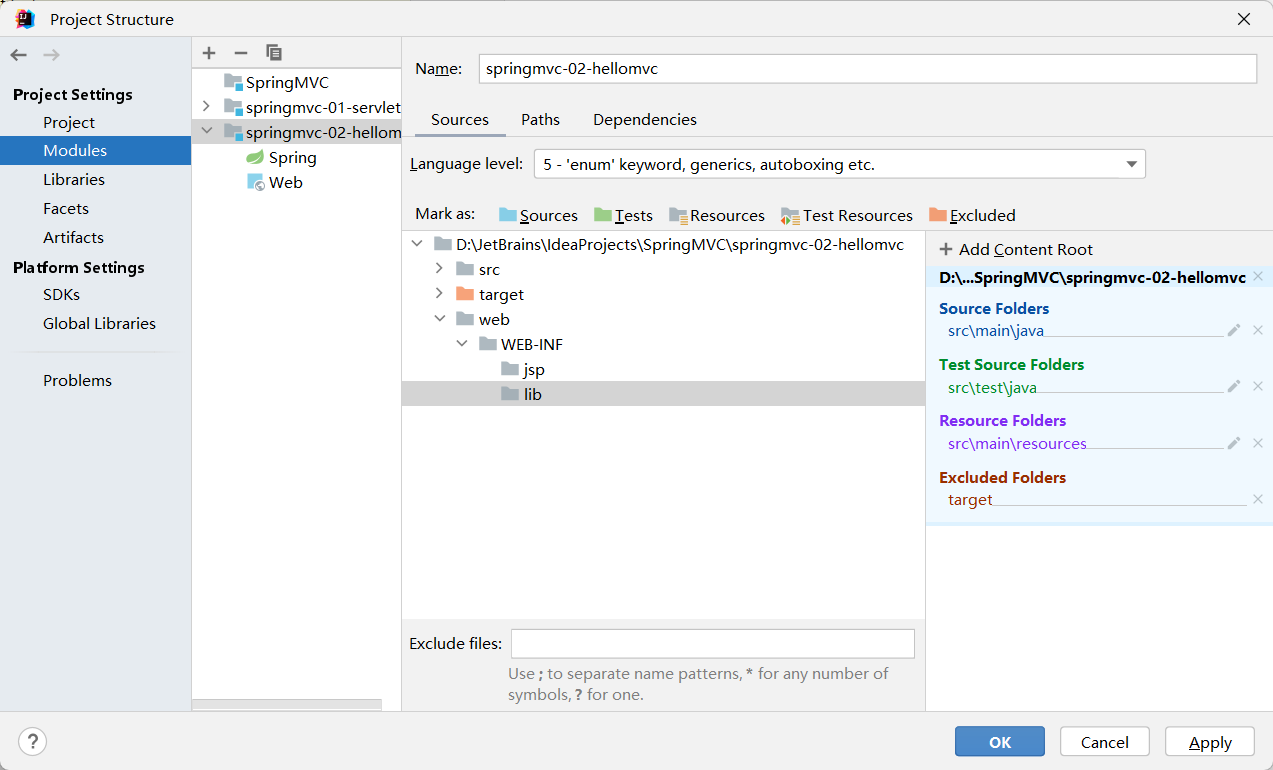 Project Structure
Project Settings
Project
Modules
Libraries
Facets
Artifacts
Platform Settings
SDKs
Global Libraries
Problems
SpringMVC
springmvc-01-servlet
springmvc-02-hellom
Spring
Web
Name: springmvc-02-hellomvc
Sources Paths Dependencies
Language level: 5 - 'enum' keyword, generics, autoboxing etc.
Mark as: Sources Tests Resources Test Resources Excluded
D:\JetBrains\IdeaProjects\SpringMVC\springmvc-02-hellomvc
src
target
web
WEB-INF
jsp
lib
+ Add Content Root
D:\...SpringMVC\springmvc-02-hellomvc
Source Folders
src\main\java
Test Source Folders
src\test\java
Resource Folders
src\main\resources
Excluded Folders
target
Exclude files:
Use ; to separate name patterns, * for any number of
symbols, ? for one.
? OK Cancel Apply